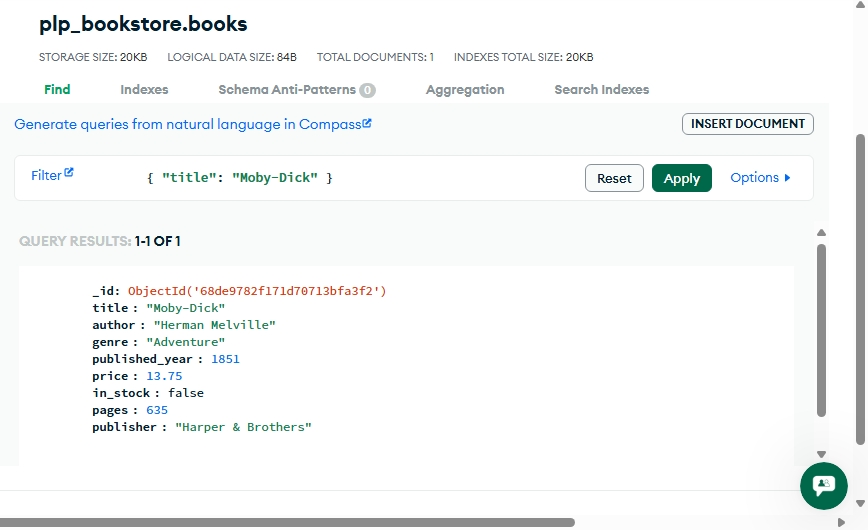 plp_bookstore.books
STORAGE SIZE: 20KB LOGICAL DATA SIZE: 84B TOTAL DOCUMENTS: 1 INDEXES TOTAL SIZE: 20KB
Find Indexes Schema Anti-Patterns 0 Aggregation Search Indexes
Generate queries from natural language in Compass
INSERT DOCUMENT
Filter { "title": "Moby-Dick" } Reset Apply Options
QUERY RESULTS: 1-1 OF 1
_id: ObjectId('68de9782f171d70713bfa3f2')
title : "Moby-Dick"
author : "Herman Melville"
genre : "Adventure"
published_year : 1851
price : 13.75
in_stock : false
pages : 635
publisher : "Harper & Brothers"